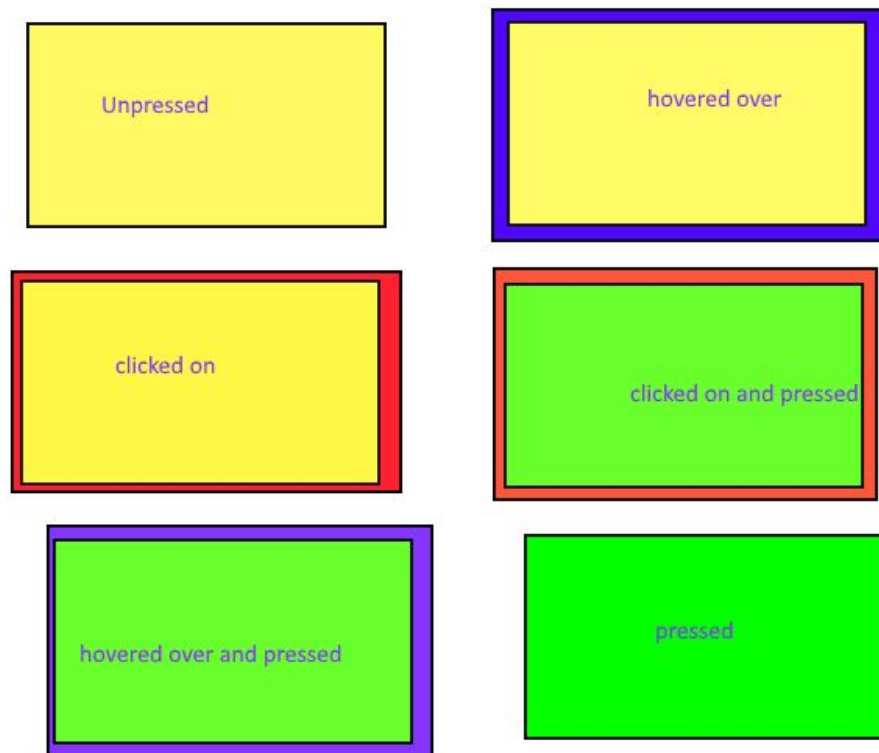 Unpressed
hovered over
clicked on
clicked on and pressed
hovered over and pressed
pressed